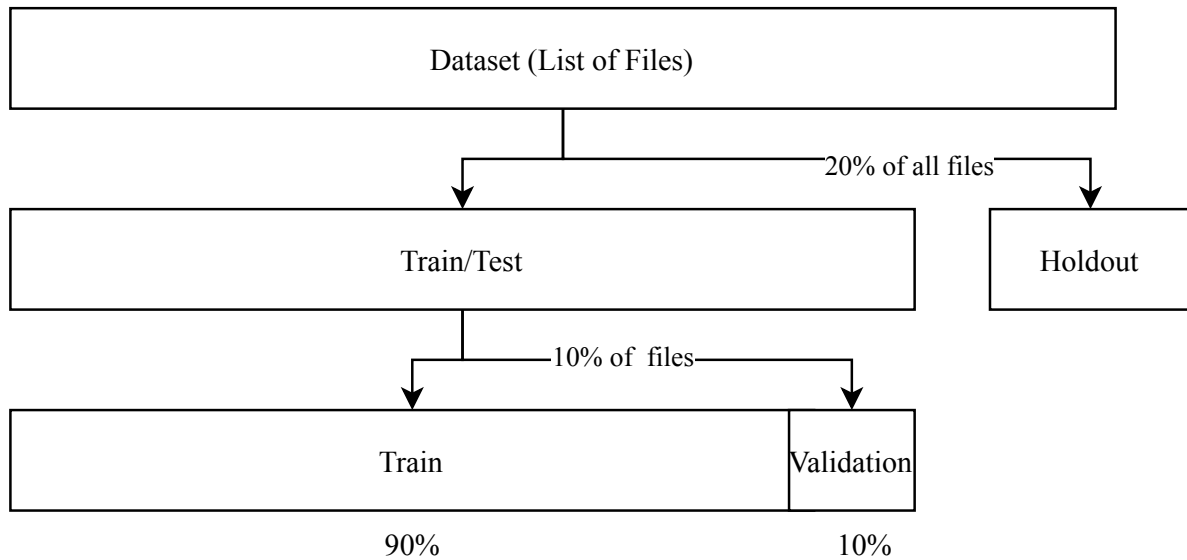 Dataset (List of Files)
20% of all files
Train/Test
Holdout
10% of files
Train
Validation
90%
10%